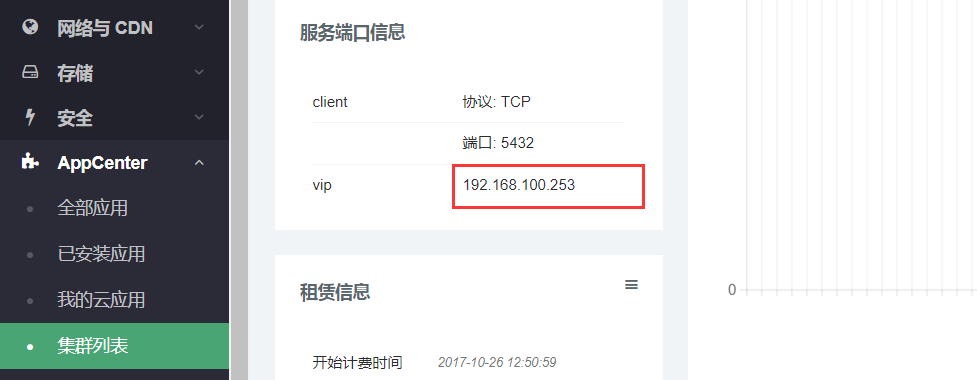 网络与 CDN
存储
安全
AppCenter
全部应用
已安装应用
我的云应用
集群列表
服务端口信息
client 协议: TCP
端口: 5432
vip 192.168.100.253
租赁信息
开始计费时间 2017-10-26 12:50:59
0